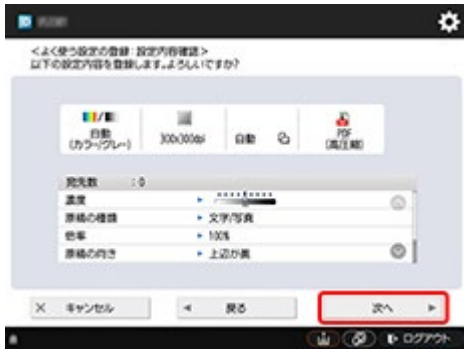 ＜よく使う設定の登録：設定内容確認＞
以下の設定内容を登録します。よろしいですか?
自動
(カラー/グレー)
300x300dpi
自動
PDF
(高圧縮)
宛先数 : 0
濃度
原稿の種類 文字/写真
倍率 100%
原稿の向き 上辺が奥
キャンセル
戻る
次へ
ログアウト